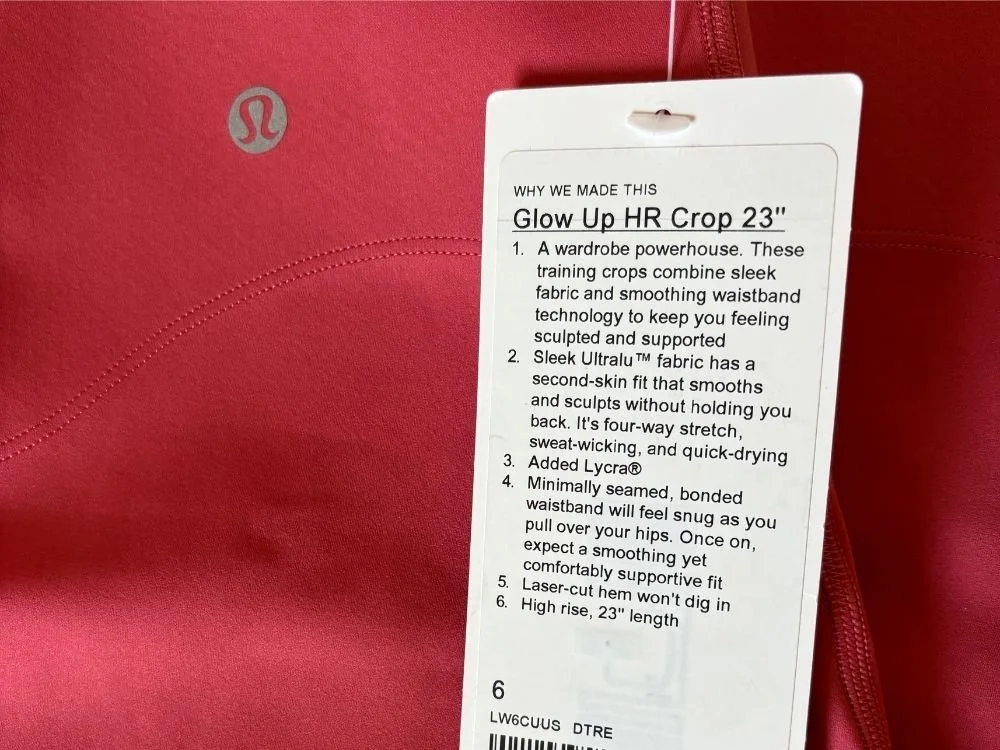 WHY WE MADE THIS
Glow Up HR Crop 23"
1. A wardrobe powerhouse. These
training crops combine sleek
fabric and smoothing waistband
technology to keep you feeling
sculpted and supported
2. Sleek Ultralu™ fabric has a
second-skin fit that smooths
and sculpts without holding you
back. It's four-way stretch,
sweat-wicking, and quick-drying
3. Added Lycra®
4. Minimally seamed, bonded
waistband will feel snug as you
pull over your hips. Once on,
expect a smoothing yet
comfortably supportive fit
5. Laser-cut hem won't dig in
6. High rise, 23" length
6
LW6CUUS DTRE